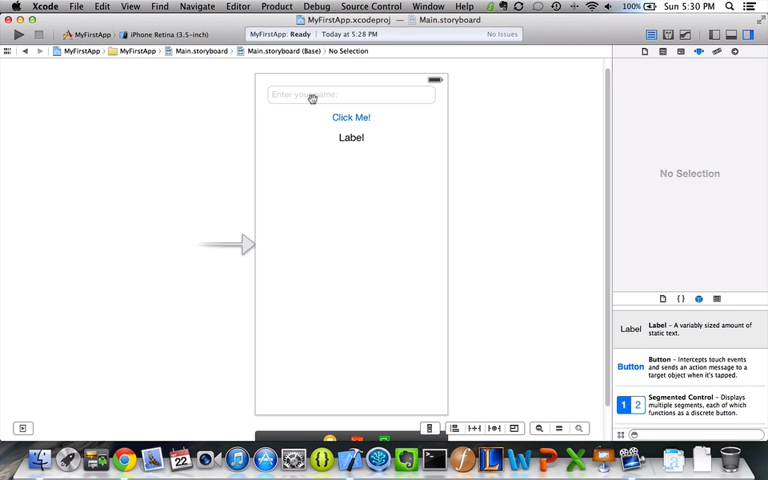 Xcode File Edit View Find Navigate Editor Product Debug Source Control Window Help 100% Sun 5:30 PM
MyFirstApp.xcodeproj Main.storyboard
MyFirstApp iPhone Retina (3.5-inch) MyFirstApp: Ready Today at 5:28 PM No Issues
MyFirstApp MyFirstApp Main.storyboard Main.storyboard (Base) No Selection
Enter your name:
Click Me!
Label
No Selection
Label
Label - A variably sized amount of
static text.
Button
Button - Intercepts touch events
and sends an action message to a
target object when it's tapped.
1 2
Segmented Control - Displays
multiple segments, each of which
functions as a discrete button.
22